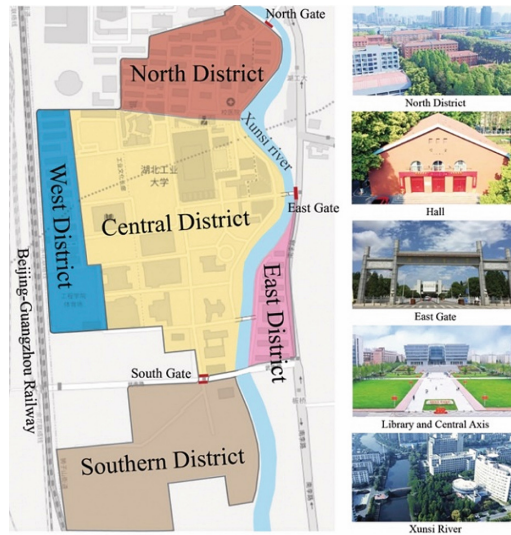 North Gate
North District
Xunsi river
湖北工业
大学
West District
Central District
East Gate
East District
Beijing-Guangzhou Railway
South Gate
Southern District
North District
Hall
East Gate
Library and Central Axis
Xunsi River